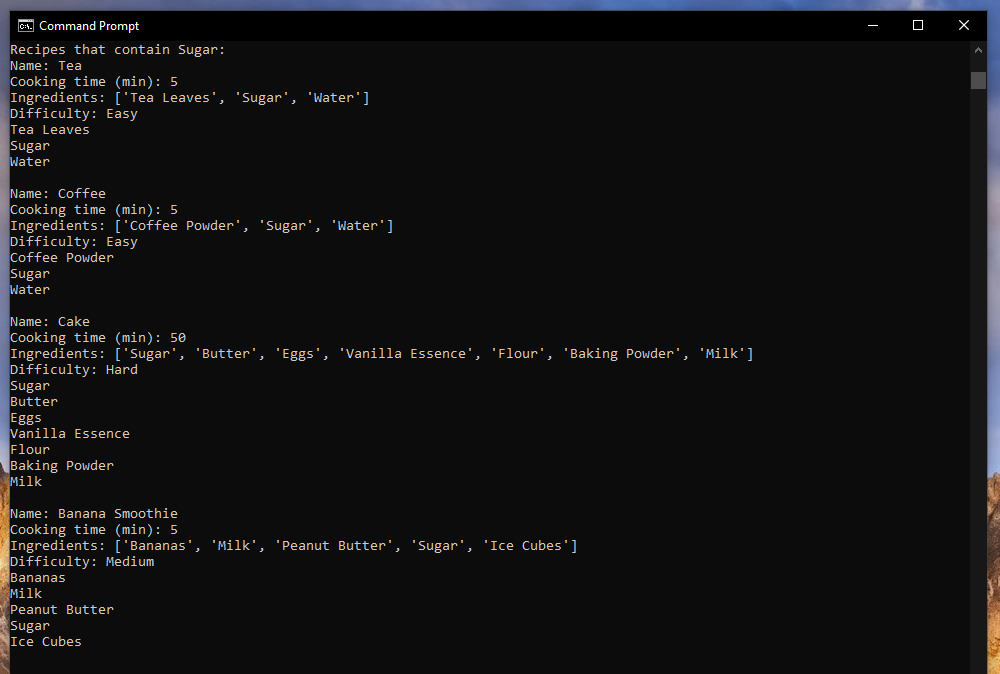 Command Prompt
Recipes that contain Sugar:
Name: Tea
Cooking time (min): 5
Ingredients: ['Tea Leaves', 'Sugar', 'Water']
Difficulty: Easy
Tea Leaves
Sugar
Water
Name: Coffee
Cooking time (min): 5
Ingredients: ['Coffee Powder', 'Sugar', 'Water']
Difficulty: Easy
Coffee Powder
Sugar
Water
Name: Cake
Cooking time (min): 50
Ingredients: ['Sugar', 'Butter', 'Eggs', 'Vanilla Essence', 'Flour', 'Baking Powder', 'Milk']
Difficulty: Hard
Sugar
Butter
Eggs
Vanilla Essence
Flour
Baking Powder
Milk
Name: Banana Smoothie
Cooking time (min): 5
Ingredients: ['Bananas', 'Milk', 'Peanut Butter', 'Sugar', 'Ice Cubes']
Difficulty: Medium
Bananas
Milk
Peanut Butter
Sugar
Ice Cubes